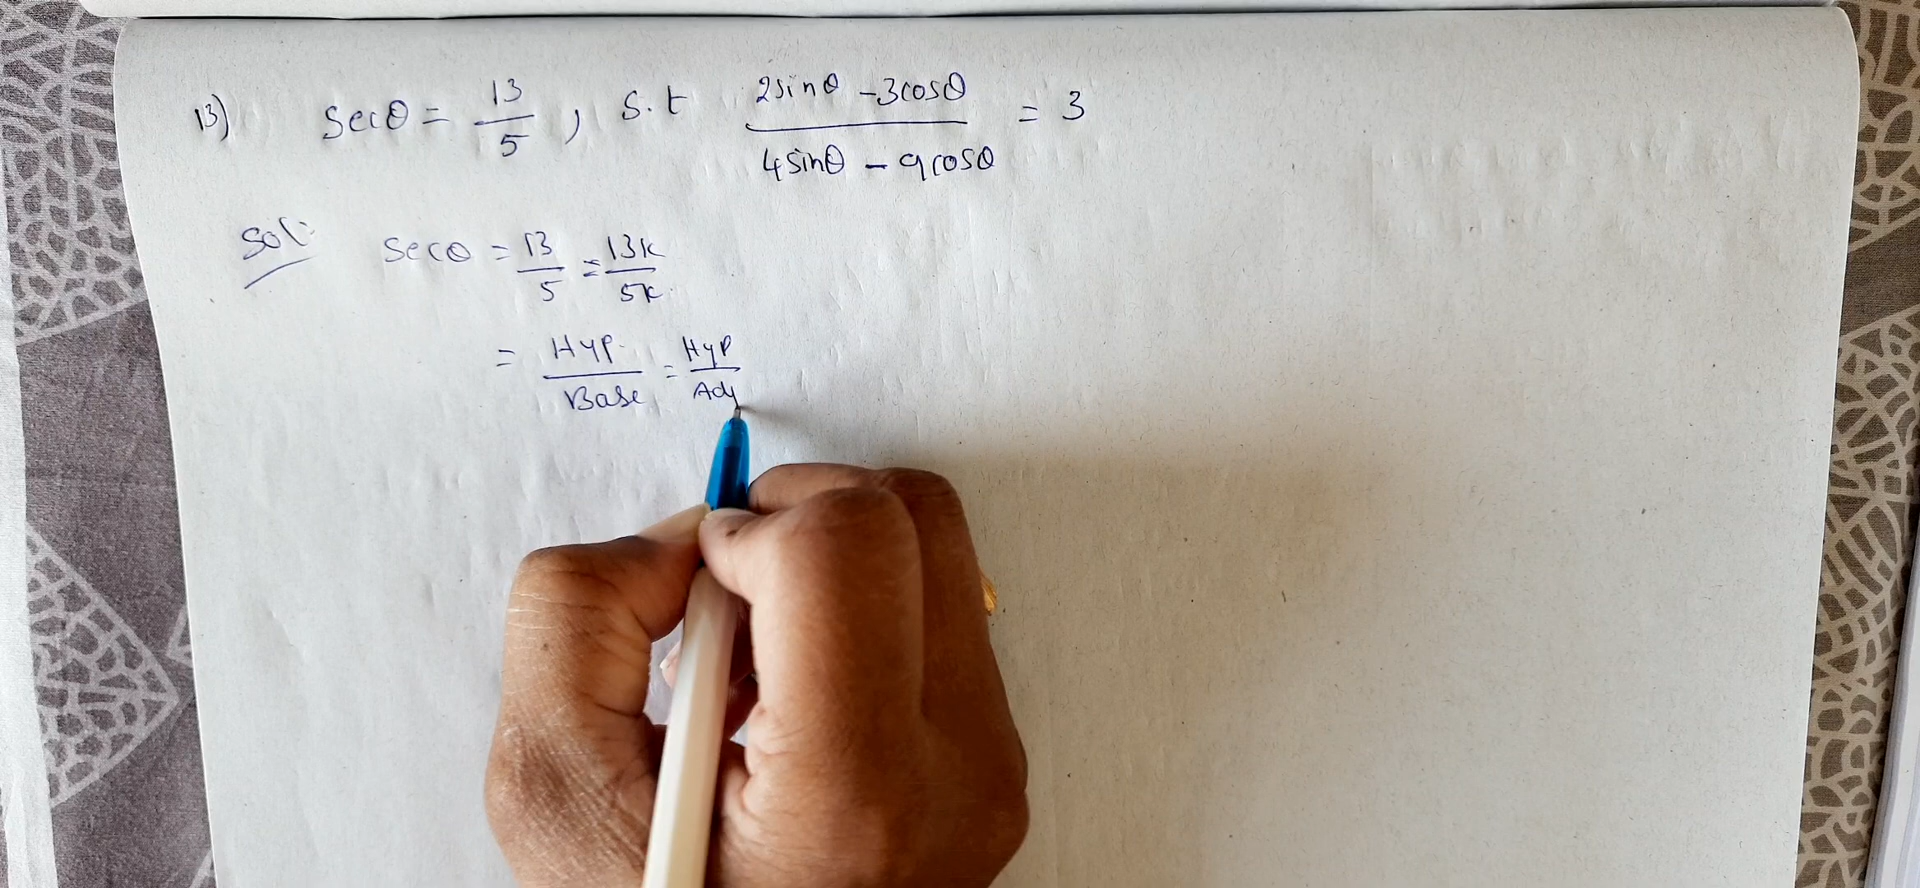 13) Secθ = 13/5 , S.t (2sinθ - 3cosθ)/(4sinθ - 9cosθ) = 3
Sol: Secθ = 13/5 = 13k/5k
= Hyp/Base = Hyp/Adj